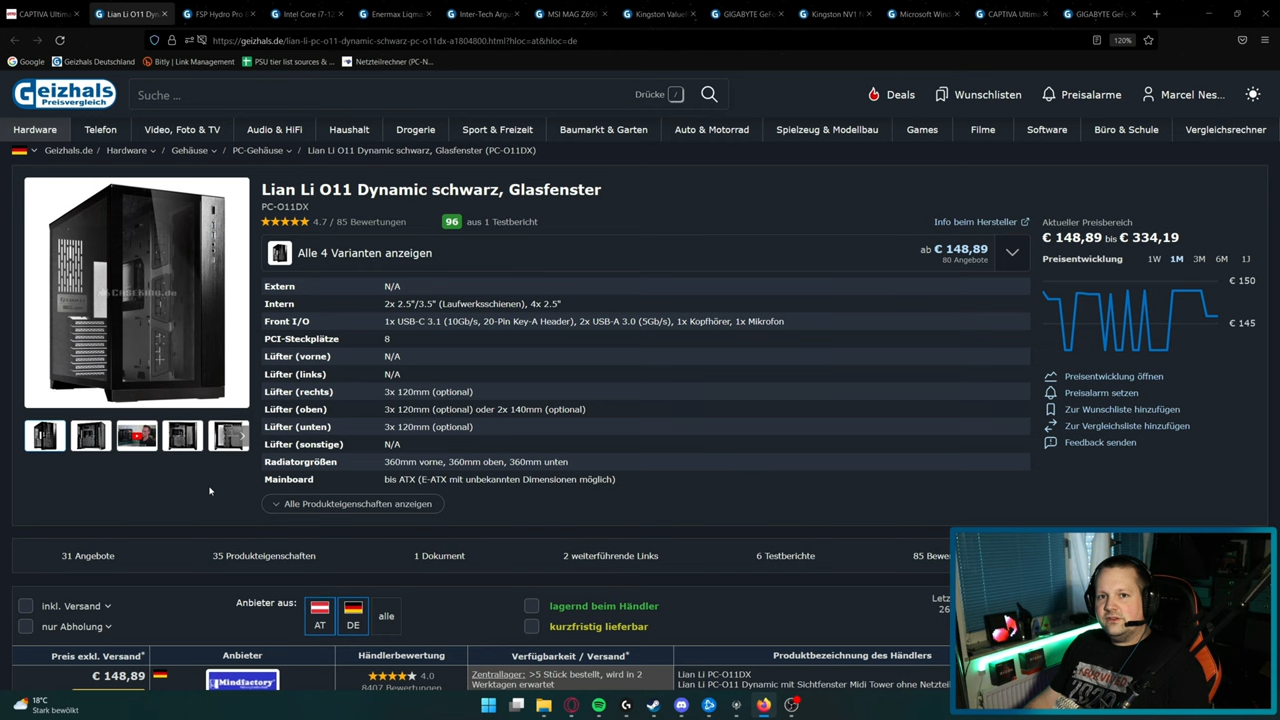 CAPTIVA Ultima
Lian Li O11 Dyn
FSP Hydro Pro
Intel Core i7-12
Enermax Liqma
Inter-Tech Argu
MSI MAG Z690
Kingston ValueR
GIGABYTE GeFo
Kingston NV1 N
Microsoft Wind
CAPTIVA Ultima
GIGABYTE GeFo
https://geizhals.de/lian-li-pc-o11-dynamic-schwarz-pc-o11dx-a1804800.html?hloc=at&hloc=de
120%
Google
Geizhals Deutschland
Bitly | Link Management
PSU tier list sources & ...
Netzteilrechner (PC-N...
Geizhals
Preisvergleich
Suche ...
Drücke /
Deals
Wunschlisten
Preisalarme
Marcel Nes...
Hardware
Telefon
Video, Foto & TV
Audio & HiFi
Haushalt
Drogerie
Sport & Freizeit
Baumarkt & Garten
Auto & Motorrad
Spielzeug & Modellbau
Games
Filme
Software
Büro & Schule
Vergleichsrechner
Geizhals.de / Hardware / Gehäuse / PC-Gehäuse / Lian Li O11 Dynamic schwarz, Glasfenster (PC-O11DX)
Lian Li O11 Dynamic schwarz, Glasfenster
PC-O11DX
4.7 / 85 Bewertungen
96 aus 1 Testbericht
Info beim Hersteller
Alle 4 Varianten anzeigen
ab € 148,89
80 Angebote
Extern N/A
Intern 2x 2.5"/3.5" (Laufwerksschienen), 4x 2.5"
Front I/O 1x USB-C 3.1 (10Gb/s, 20-Pin Key-A Header), 2x USB-A 3.0 (5Gb/s), 1x Kopfhörer, 1x Mikrofon
PCI-Steckplätze 8
Lüfter (vorne) N/A
Lüfter (links) N/A
Lüfter (rechts) 3x 120mm (optional)
Lüfter (oben) 3x 120mm (optional) oder 2x 140mm (optional)
Lüfter (unten) 3x 120mm (optional)
Lüfter (sonstige) N/A
Radiatorgrößen 360mm vorne, 360mm oben, 360mm unten
Mainboard bis ATX (E-ATX mit unbekannten Dimensionen möglich)
Alle Produkteigenschaften anzeigen
Aktueller Preisbereich
€ 148,89 bis € 334,19
Preisentwicklung 1W 1M 3M 6M 1J
€ 150
€ 145
Preisentwicklung öffnen
Preisalarm setzen
Zur Wunschliste hinzufügen
Zur Vergleichsliste hinzufügen
Feedback senden
31 Angebote
35 Produkteigenschaften
1 Dokument
2 weiterführende Links
6 Testberichte
85 Bewe
inkl. Versand
nur Abholung
Anbieter aus:
AT
DE
alle
lagernd beim Händler
kurzfristig lieferbar
Letz
26
Preis exkl. Versand*
Anbieter
Händlerbewertung
Verfügbarkeit / Versand*
Produktbezeichnung des Händlers
€ 148,89
Mindfactory
4.0
8407 Bewertungen
Zentrallager: >5 Stück bestellt, wird in 2
Werktagen erwartet
Lian Li PC-O11DX
Lian Li PC-O11 Dynamic mit Sichtfenster Midi Tower ohne Netzteil
18°C
Stark bewölkt